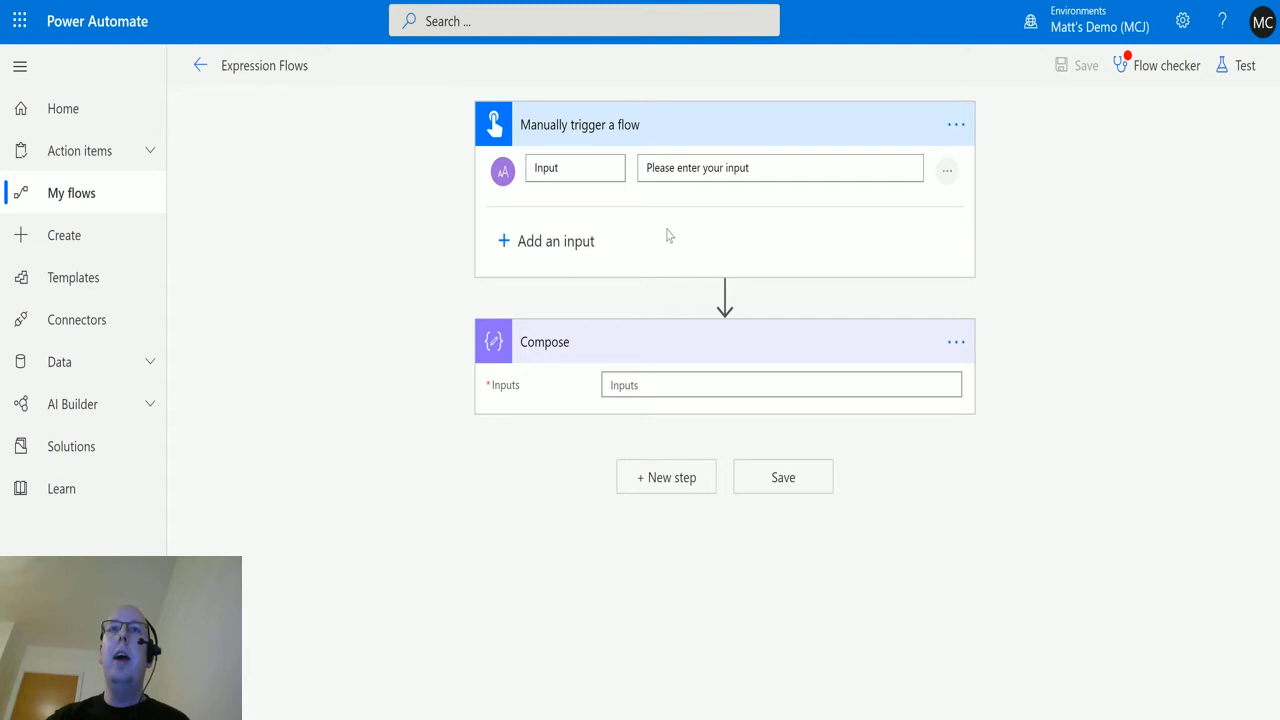 Power Automate
Search ...
Environments
Matt's Demo (MCJ)
?
MC
Expression Flows
Save
Flow checker
Test
Home
Action items
My flows
Create
Templates
Connectors
Data
AI Builder
Solutions
Learn
Manually trigger a flow
...
AA
Input
Please enter your input
...
+ Add an input
{ } Compose
...
* Inputs
Inputs
+ New step
Save